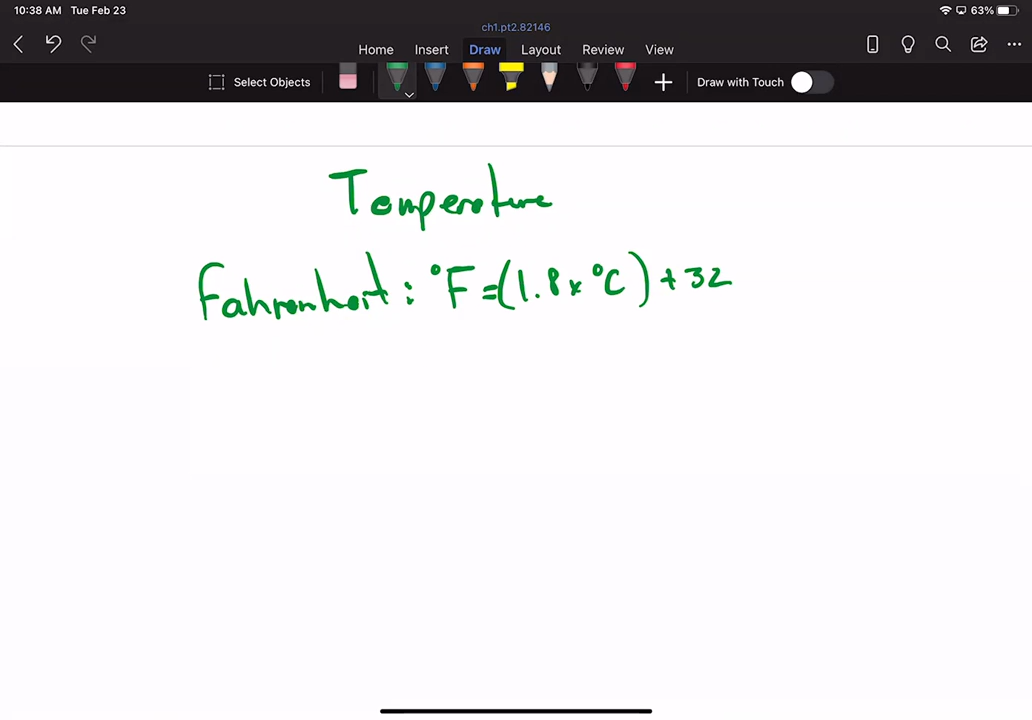 10:38 AM Tue Feb 23
63%
ch1.pt2.82146
Home Insert Draw Layout Review View
Select Objects
Draw with Touch
Temperature
Fahrenheit: °F=(1.8x°C)+32